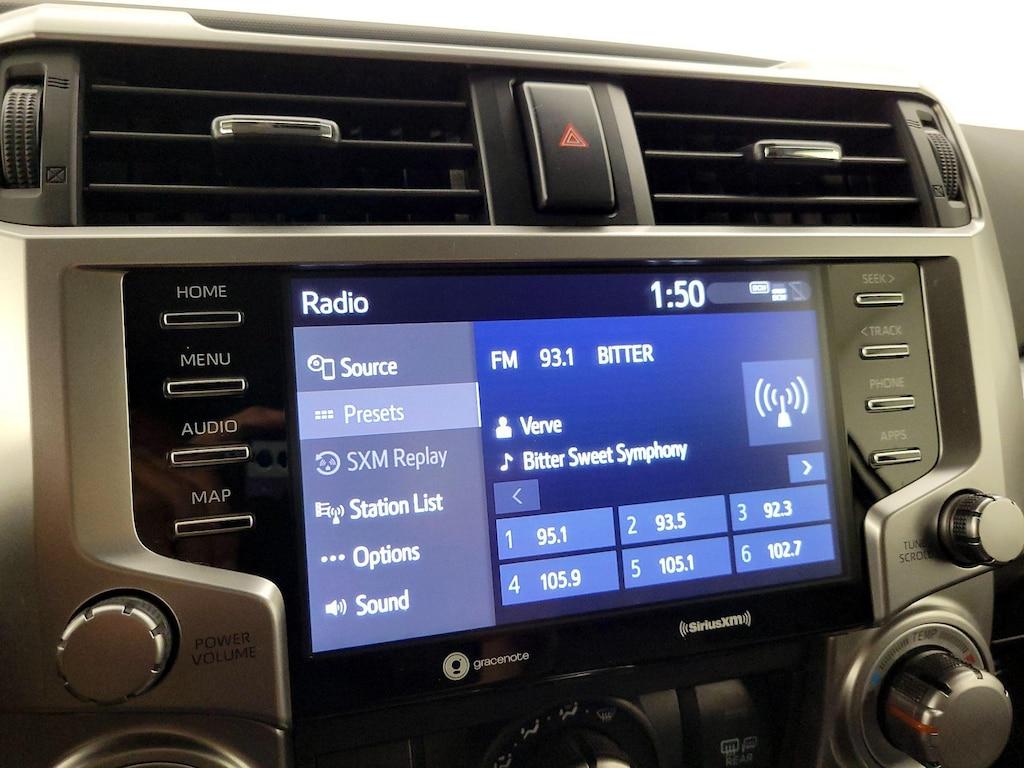 HOME
MENU
AUDIO
MAP
POWER
VOLUME
Radio
1:50
Source
Presets
SXM Replay
Station List
Options
Sound
FM 93.1 BITTER
Verve
Bitter Sweet Symphony
<
>
1 95.1
2 93.5
3 92.3
4 105.9
5 105.1
6 102.7
gracenote
SiriusXM
SEEK >
< TRACK
PHONE
APPS
TUNE
SCROLL
TEMP
REAR